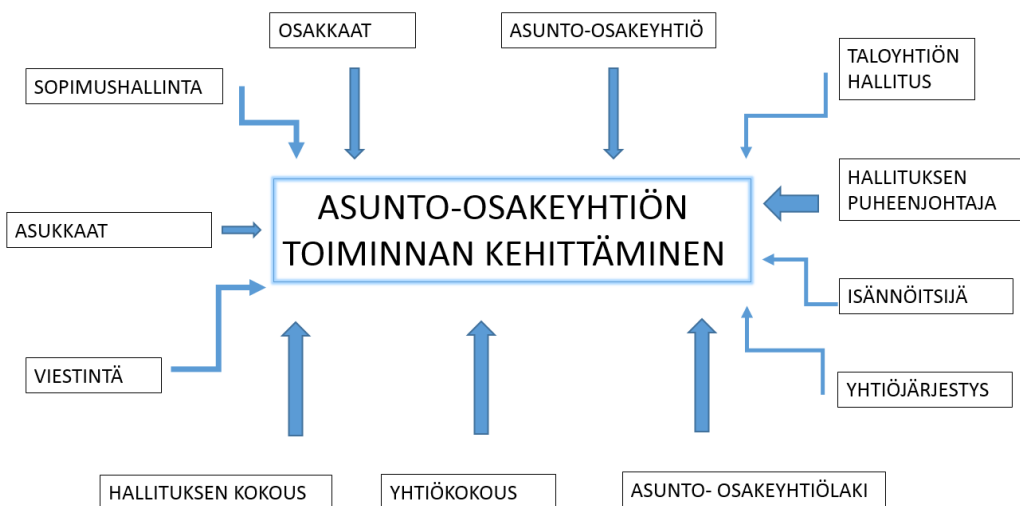 OSAKKAAT
ASUNTO-OSAKEYHTIÖ
TALOYHTIÖN
HALLITUS
SOPIMUSHALLINTA
HALLITUKSEN
PUHEENJOHTAJA
ASUNTO-OSAKEYHTIÖN
TOIMINNAN KEHITTÄMINEN
ASUKKAAT
ISÄNNÖITSIJÄ
VIESTINTÄ
YHTIÖJÄRJESTYS
HALLITUKSEN KOKOUS
YHTIÖKOKOUS
ASUNTO- OSAKEYHTIÖLAKI